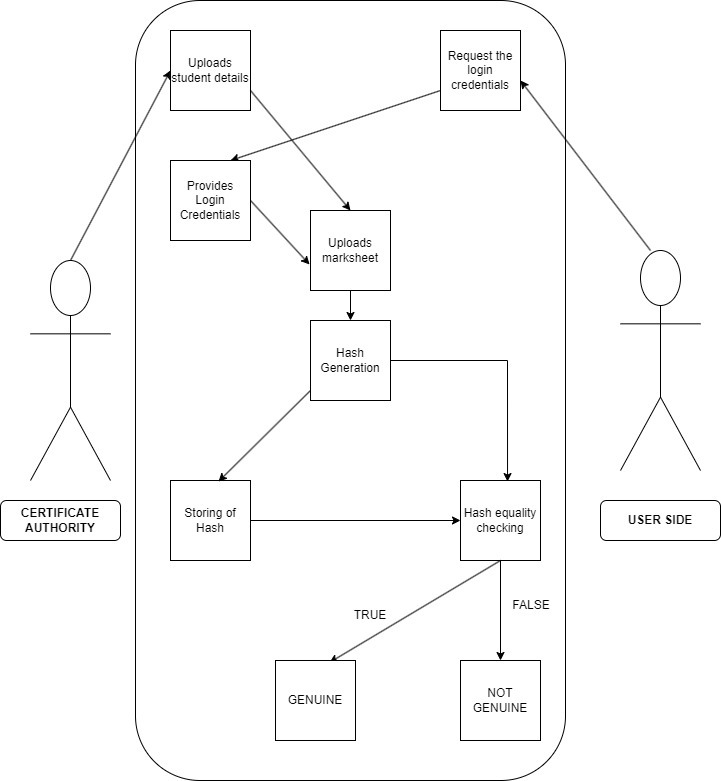 Uploads
student details
Request the
login
credentials
Provides
Login
Credentials
Uploads
marksheet
Hash
Generation
CERTIFICATE
AUTHORITY
Storing of
Hash
Hash equality
checking
USER SIDE
TRUE
FALSE
GENUINE
NOT
GENUINE